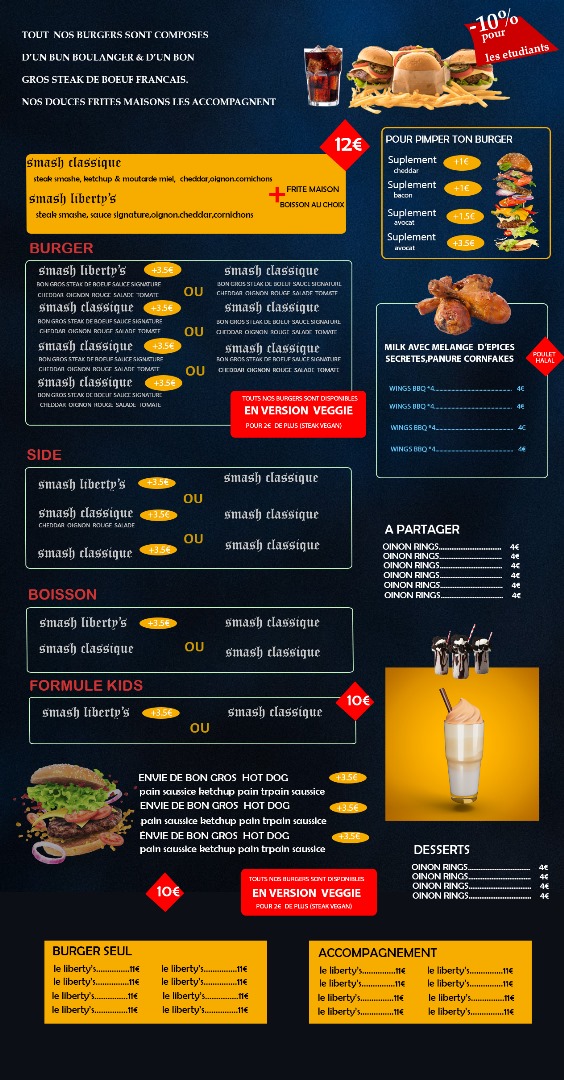 TOUT NOS BURGERS SONT COMPOSES
D'UN BUN BOULANGER & D'UN BON
GROS STEAK DE BOEUF FRANCAIS.
NOS DOUCES FRITES MAISONS LES ACCOMPAGNENT
-10%
pour
les etudiants
12€
smash classique
steak smashe, ketchup & moutarde miel, cheddar,oignon.cornichons
smash liberty's
steak smashe, sauce signature,oignon.cheddar,cornichons
+ FRITE MAISON
BOISSON AU CHOIX
POUR PIMPER TON BURGER
Suplement +1€
cheddar
Suplement +1€
bacon
Suplement +1.5€
avocat
Suplement +3.5€
avocat
BURGER
smash liberty's +3.5€ smash classique
BON GROS STEAK DE BOEUF SAUCE SIGNATURE BON GROS STEAK DE BOEUF SAUCE SIGNATURE
CHEDDAR OIGNON ROUGE SALADE TOMATE OU CHEDDAR OIGNON ROUGE SALADE TOMATE
smash classique +3.5€ smash classique
BON GROS STEAK DE BOEUF SAUCE SIGNATURE BON GROS STEAK DE BOEUF SAUCE SIGNATURE
CHEDDAR OIGNON ROUGE SALADE TOMATE OU CHEDDAR OIGNON ROUGE SALADE TOMATE
smash classique +3.5€ smash classique
BON GROS STEAK DE BOEUF SAUCE SIGNATURE BON GROS STEAK DE BOEUF SAUCE SIGNATURE
CHEDDAR OIGNON ROUGE SALADE TOMATE OU CHEDDAR OIGNON ROUGE SALADE TOMATE
smash classique +3.5€
BON GROS STEAK DE BOEUF SAUCE SIGNATURE
CHEDDAR OIGNON ROUGE SALADE TOMATE
TOUTS NOS BURGERS SONT DISPONIBLES
EN VERSION VEGGIE
POUR 2€ DE PLUS (STEAK VEGAN)
MILK AVEC MELANGE D'EPICES
SECRETES,PANURE CORNFAKES
POULET
HALAL
WINGS BBQ *4........................ 4€
WINGS BBQ *4........................ 4€
WINGS BBQ *4........................ 4€
WINGS BBQ *4........................ 4€
SIDE
smash liberty's +3.5€ smash classique
OU
smash classique +3.5€ smash classique
CHEDDAR OIGNON ROUGE SALADE
OU
smash classique +3.5€ smash classique
A PARTAGER
OINON RINGS........................ 4€
OINON RINGS........................ 4€
OINON RINGS........................ 4€
OINON RINGS........................ 4€
OINON RINGS........................ 4€
OINON RINGS........................ 4€
BOISSON
smash liberty's +3.5€ smash classique
smash classique OU smash classique
FORMULE KIDS
10€
smash liberty's +3.5€ smash classique
OU
ENVIE DE BON GROS HOT DOG +3.5€
pain saussice ketchup pain trpain saussice
ENVIE DE BON GROS HOT DOG +3.5€
pain saussice ketchup pain trpain saussice
ENVIE DE BON GROS HOT DOG +3.5€
pain saussice ketchup pain trpain saussice
10€
TOUTS NOS BURGERS SONT DISPONIBLES
EN VERSION VEGGIE
POUR 2€ DE PLUS (STEAK VEGAN)
DESSERTS
OINON RINGS........................ 4€
OINON RINGS........................ 4€
OINON RINGS........................ 4€
OINON RINGS........................ 4€
BURGER SEUL
le liberty's...............11€ le liberty's...............11€
le liberty's...............11€ le liberty's...............11€
le liberty's...............11€ le liberty's...............11€
le liberty's...............11€ le liberty's...............11€
ACCOMPAGNEMENT
le liberty's...............11€ le liberty's...............11€
le liberty's...............11€ le liberty's...............11€
le liberty's...............11€ le liberty's...............11€
le liberty's...............11€ le liberty's...............11€